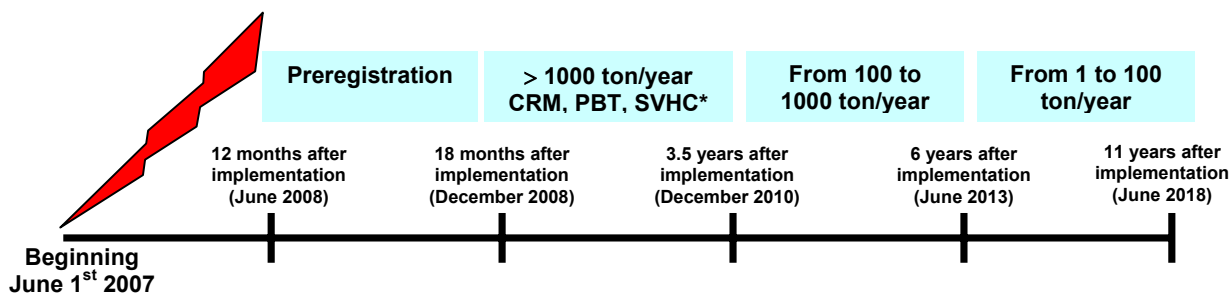 Preregistration
> 1000 ton/year
CRM, PBT, SVHC*
From 100 to
1000 ton/year
From 1 to 100
ton/year
12 months after
implementation
(June 2008)
18 months after
implementation
(December 2008)
3.5 years after
implementation
(December 2010)
6 years after
implementation
(June 2013)
11 years after
implementation
(June 2018)
Beginning
June 1st 2007